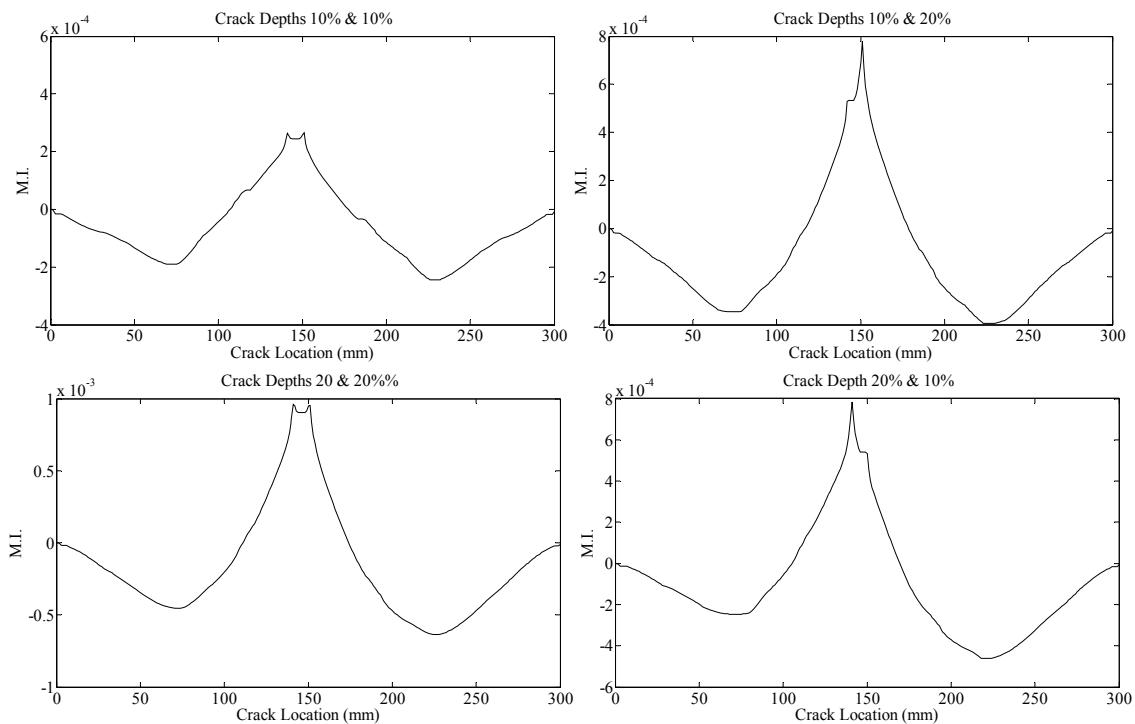 Crack Depths 10% & 10%
x 10-4
6
4
2
0
-2
-4
M.I.
0 50 100 150 200 250 300
Crack Location (mm)
Crack Depths 10% & 20%
x 10-4
8
6
4
2
0
-2
-4
M.I.
0 50 100 150 200 250 300
Crack Location (mm)
Crack Depths 20 & 20%%
x 10-3
1
0.5
0
-0.5
-1
M.I.
0 50 100 150 200 250 300
Crack Location (mm)
Crack Depth 20% & 10%
x 10-4
8
6
4
2
0
-2
-4
-6
M.I.
0 50 100 150 200 250 300
Crack Location (mm)